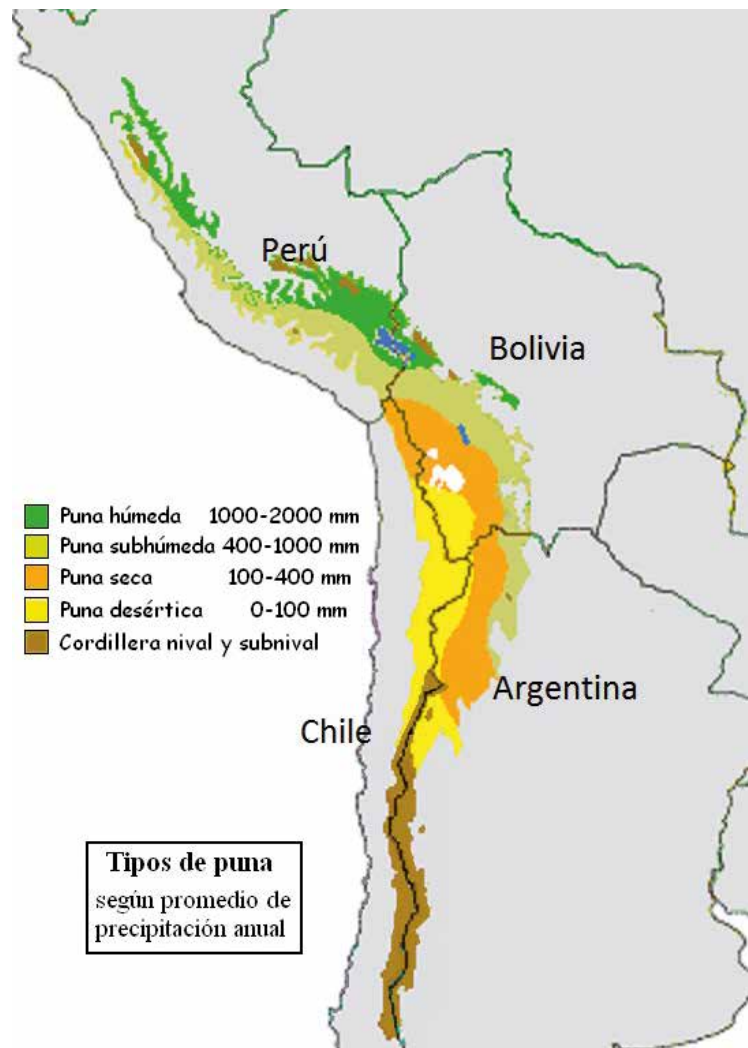 Perú
Bolivia
Puna húmeda 1000-2000 mm
Puna subhúmeda 400-1000 mm
Puna seca 100-400 mm
Puna desértica 0-100 mm
Cordillera nival y subnival
Argentina
Chile
Tipos de puna
según promedio de
precipitación anual